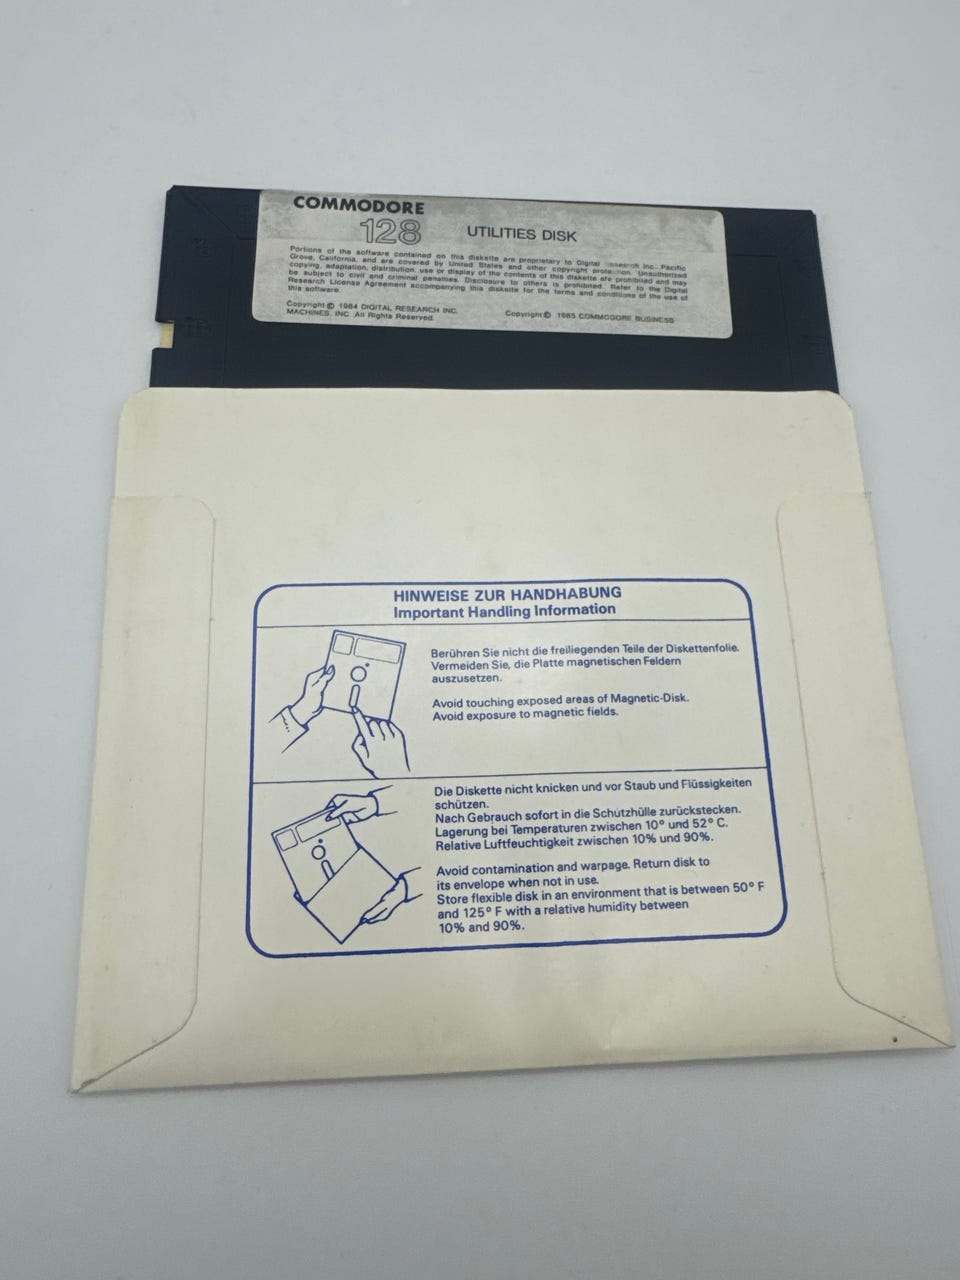 COMMODORE
128 UTILITIES DISK
Portions of the software contained on this diskette are proprietary to Digital Research Inc. Pacific
Grove, California, and are covered by United States and other copyright protection. Unauthorised
copying, adaptation, distribution, use or display of the contents of this diskette are prohibited and may
be subject to civil and criminal penalties. Disclosure to others is prohibited. Refer to the Digital
Research License Agreement accompanying this diskette for the terms and conditions of the use of
this software.
Copyright © 1984 DIGITAL RESEARCH INC. Copyright © 1985 COMMODORE BUSINESS
MACHINES, INC. All Rights Reserved.
HINWEISE ZUR HANDHABUNG
Important Handling Information
Berühren Sie nicht die freiliegenden Teile der Diskettenfolie.
Vermeiden Sie, die Platte magnetischen Feldern
auszusetzen.
Avoid touching exposed areas of Magnetic-Disk.
Avoid exposure to magnetic fields.
Die Diskette nicht knicken und vor Staub und Flüssigkeiten
schützen.
Nach Gebrauch sofort in die Schutzhülle zurückstecken.
Lagerung bei Temperaturen zwischen 10° und 52° C.
Relative Luftfeuchtigkeit zwischen 10% und 90%.
Avoid contamination and warpage. Return disk to
its envelope when not in use.
Store flexible disk in an environment that is between 50° F
and 125° F with a relative humidity between
10% and 90%.